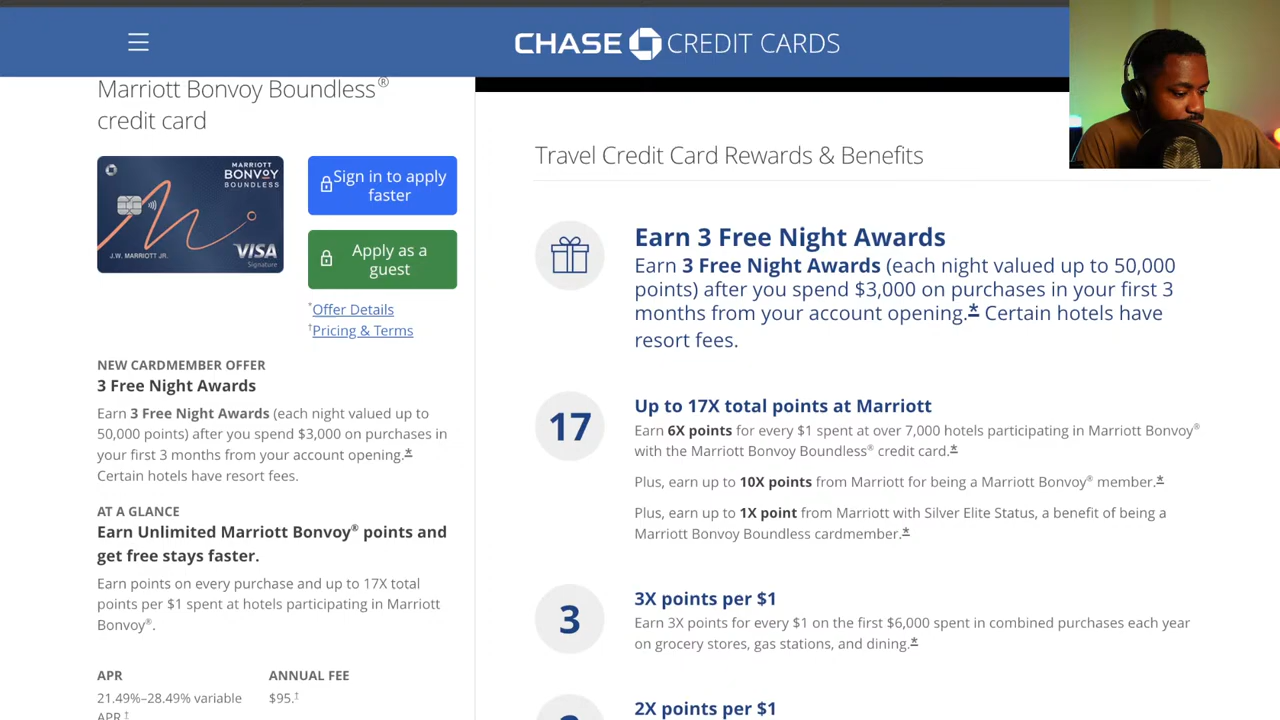 CHASE CREDIT CARDS
Marriott Bonvoy Boundless®
credit card
MARRIOTT
BONVOY
BOUNDLESS
J.W. MARRIOTT JR.
VISA
Signature
Sign in to apply
faster
Apply as a
guest
*Offer Details
†Pricing & Terms
NEW CARDMEMBER OFFER
3 Free Night Awards
Earn 3 Free Night Awards (each night valued up to
50,000 points) after you spend $3,000 on purchases in
your first 3 months from your account opening.*
Certain hotels have resort fees.
AT A GLANCE
Earn Unlimited Marriott Bonvoy® points and
get free stays faster.
Earn points on every purchase and up to 17X total
points per $1 spent at hotels participating in Marriott
Bonvoy®.
APR
21.49%–28.49% variable
APR.†
ANNUAL FEE
$95.†
Travel Credit Card Rewards & Benefits
Earn 3 Free Night Awards
Earn 3 Free Night Awards (each night valued up to 50,000
points) after you spend $3,000 on purchases in your first 3
months from your account opening.* Certain hotels have
resort fees.
17
Up to 17X total points at Marriott
Earn 6X points for every $1 spent at over 7,000 hotels participating in Marriott Bonvoy®
with the Marriott Bonvoy Boundless® credit card.*
Plus, earn up to 10X points from Marriott for being a Marriott Bonvoy® member.*
Plus, earn up to 1X point from Marriott with Silver Elite Status, a benefit of being a
Marriott Bonvoy Boundless cardmember.*
3
3X points per $1
Earn 3X points for every $1 on the first $6,000 spent in combined purchases each year
on grocery stores, gas stations, and dining.*
2X points per $1